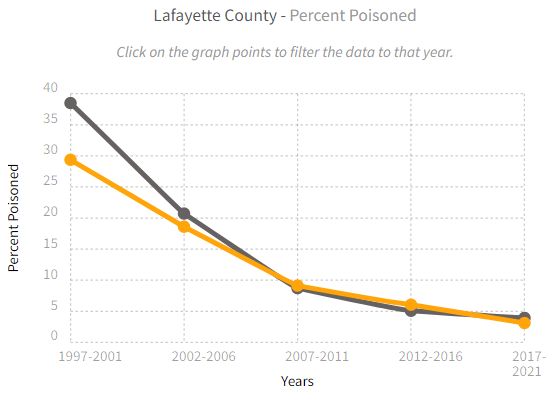 Lafayette County - Percent Poisoned
Click on the graph points to filter the data to that year.
Percent Poisoned
40
35
30
25
20
15
10
5
0
1997-2001 2002-2006 2007-2011 2012-2016 2017-
2021
Years